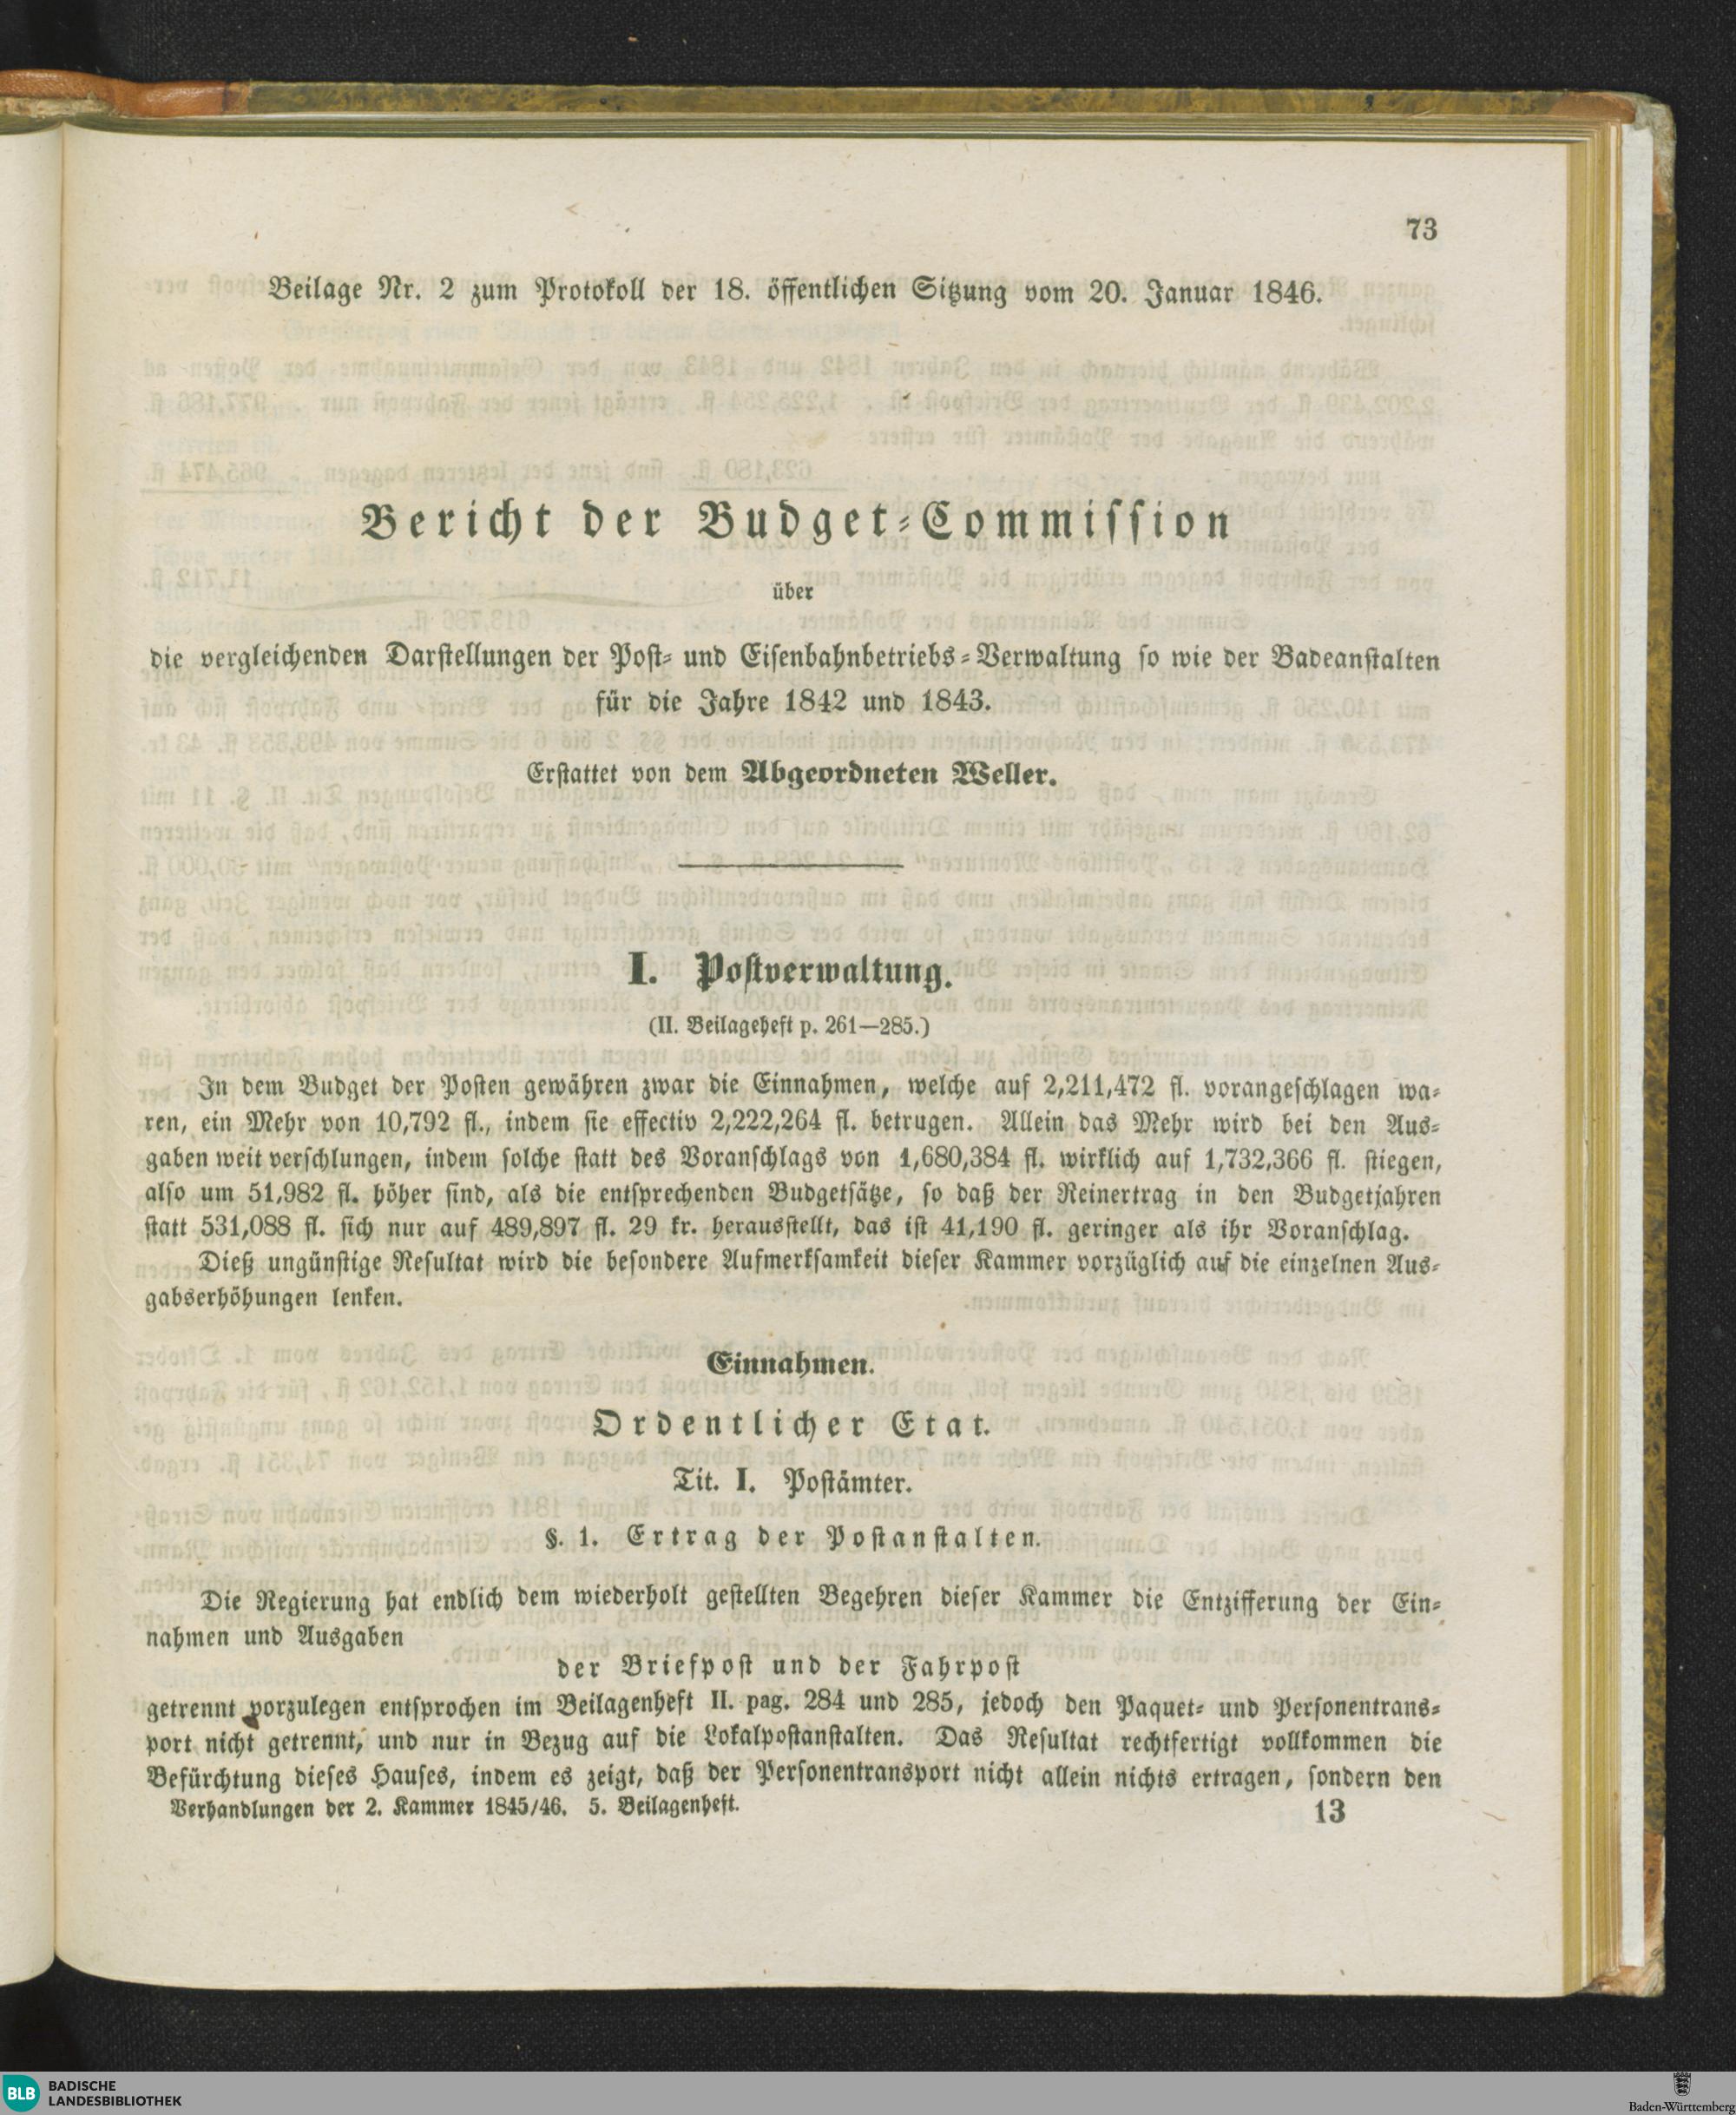 73
Beilage Nr. 2 zum Protokoll der 18. öffentlichen Sitzung vom 20. Januar 1846.
Bericht der Budget-Commission
über
die vergleichenden Darstellungen der Post- und Eisenbahnbetriebs-Verwaltung so wie der Badeanstalten
für die Jahre 1842 und 1843.
Erstattet von dem Abgeordneten Weller.
I. Postverwaltung.
(II. Beilageheft p. 261—285.)
In dem Budget der Posten gewähren zwar die Einnahmen, welche auf 2,211,472 fl. vorangeschlagen wa-
ren, ein Mehr von 10,792 fl., indem sie effectiv 2,222,264 fl. betrugen. Allein das Mehr wird bei den Aus-
gaben weit verschlungen, indem solche statt des Voranschlags von 1,680,384 fl. wirklich auf 1,732,366 fl. stiegen,
also um 51,982 fl. höher sind, als die entsprechenden Budgetsätze, so daß der Reinertrag in den Budgetjahren
statt 531,088 fl. sich nur auf 489,897 fl. 29 kr. herausstellt, das ist 41,190 fl. geringer als ihr Voranschlag.
Dieß ungünstige Resultat wird die besondere Aufmerksamkeit dieser Kammer vorzüglich auf die einzelnen Aus-
gabserhöhungen lenken.
Einnahmen.
Ordentlicher Etat.
Tit. I. Postämter.
§. 1. Ertrag der Postanstalten.
Die Regierung hat endlich dem wiederholt gestellten Begehren dieser Kammer die Entzifferung der Ein-
nahmen und Ausgaben
der Briefpost und der Fahrpost
getrennt vorzulegen entsprochen im Beilagenheft II. pag. 284 und 285, jedoch den Paquet- und Personentrans-
port nicht getrennt, und nur in Bezug auf die Lokalpostanstalten. Das Resultat rechtfertigt vollkommen die
Befürchtung dieses Hauses, indem es zeigt, daß der Personentransport nicht allein nichts ertragen, sondern den
Verhandlungen der 2. Kammer 1845/46. 5. Beilagenheft.
13
BLB BADISCHE
LANDESBIBLIOTHEK
Baden-Württemberg